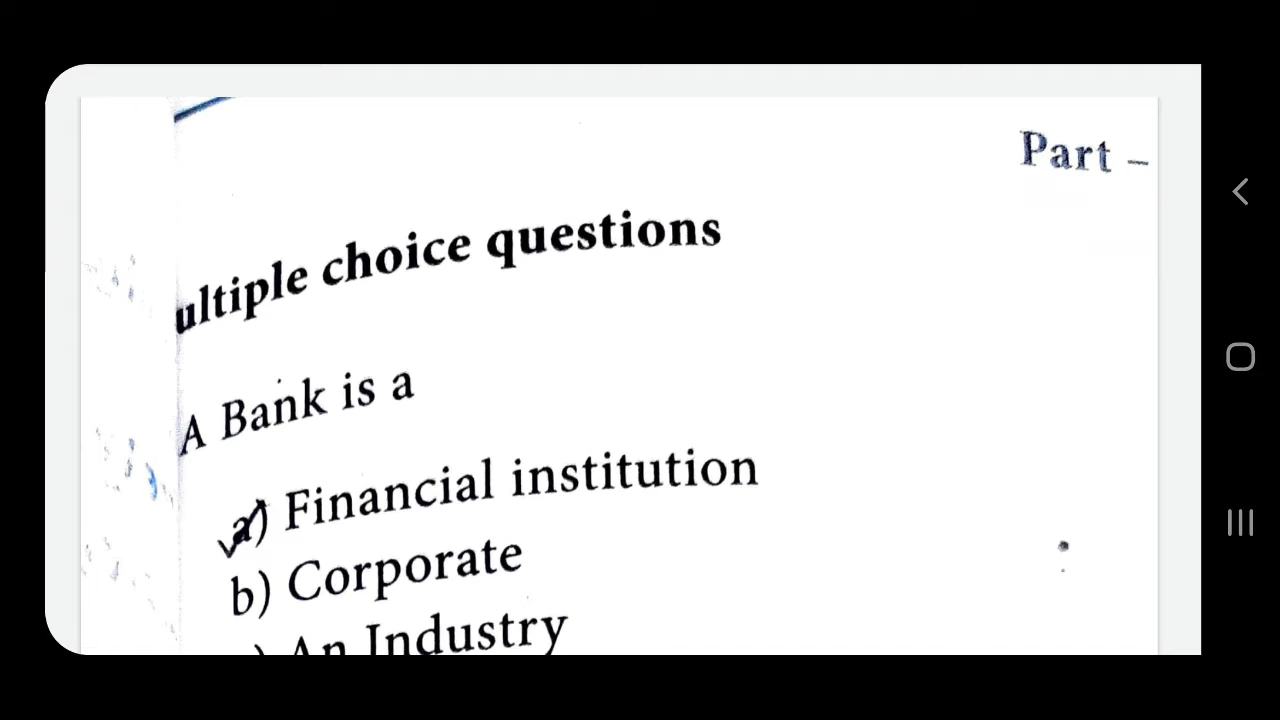 Part –
ultiple choice questions
A Bank is a
a) Financial institution
b) Corporate
) An Industry